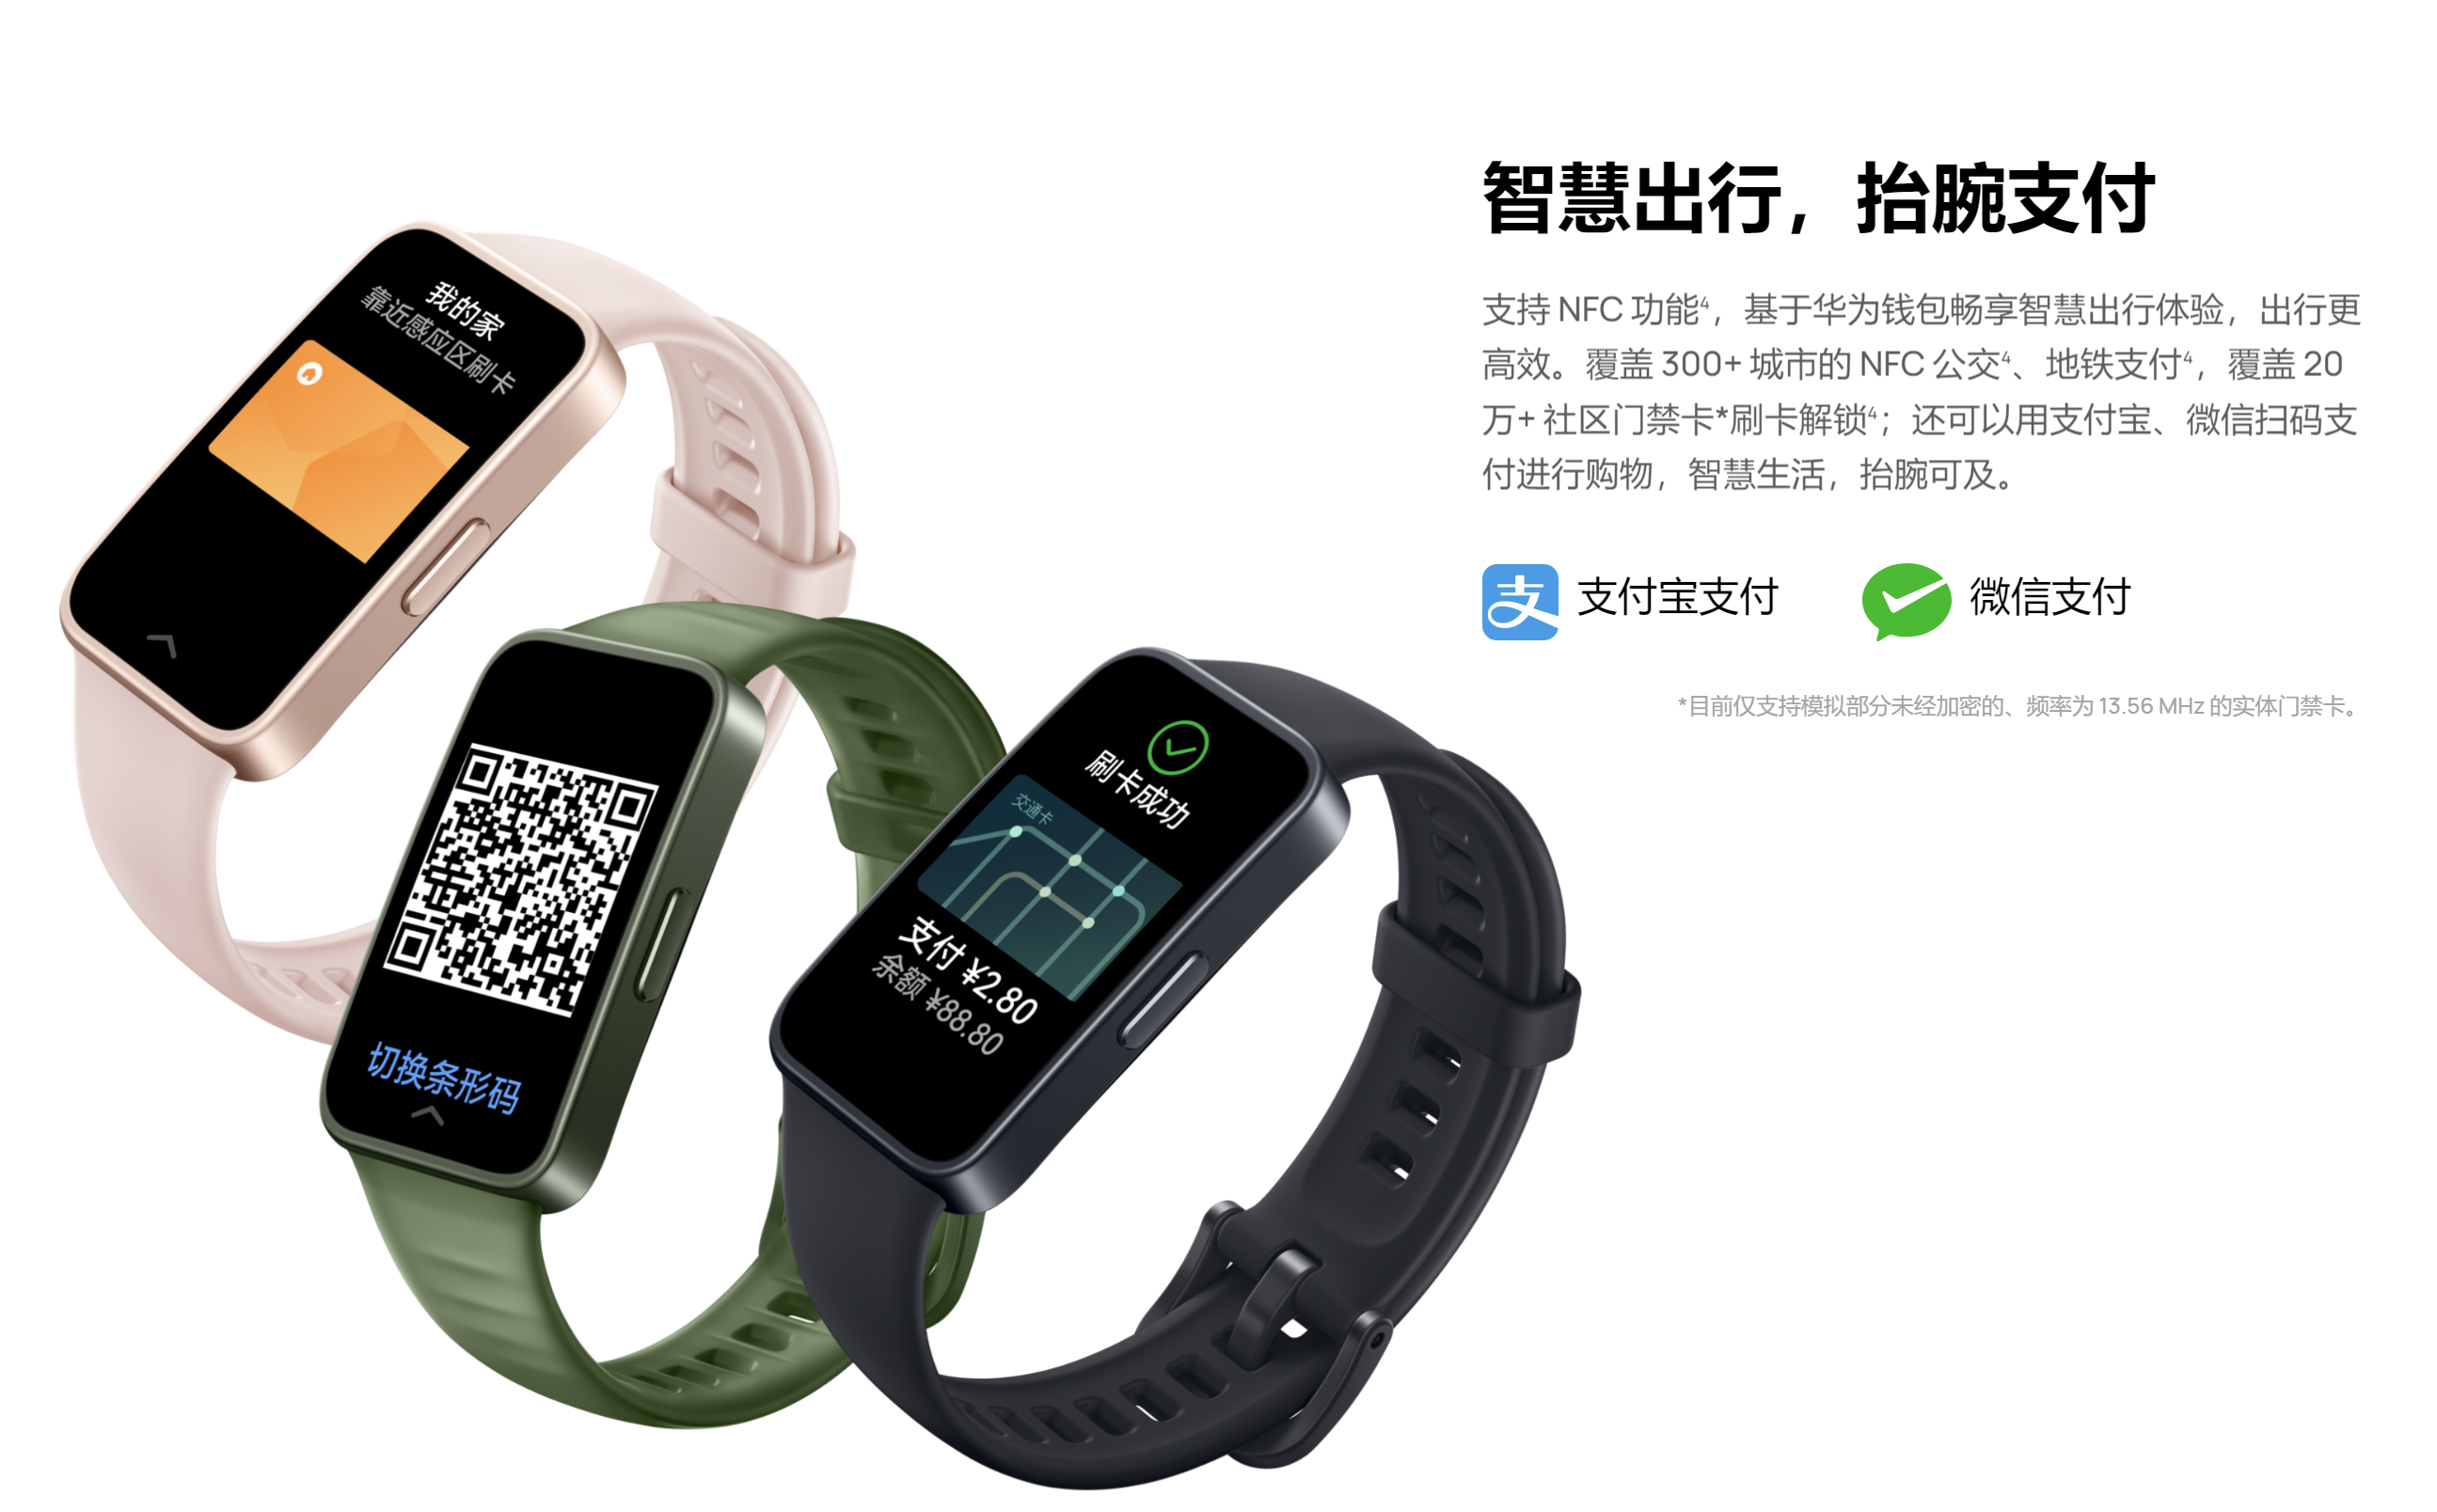 智慧出行，抬腕支付
支持 NFC 功能⁴，基于华为钱包畅享智慧出行体验，出行更
高效。覆盖 300+ 城市的 NFC 公交⁴、地铁支付⁴，覆盖 20
万+ 社区门禁卡*刷卡解锁⁴；还可以用支付宝、微信扫码支
付进行购物，智慧生活，抬腕可及。
支 支付宝支付
微信支付
*目前仅支持模拟部分未经加密的、频率为 13.56 MHz 的实体门禁卡。
我的家
靠近感应区刷卡
切换条形码
刷卡成功
交通卡
支付 ¥2.80
余额 ¥88.80